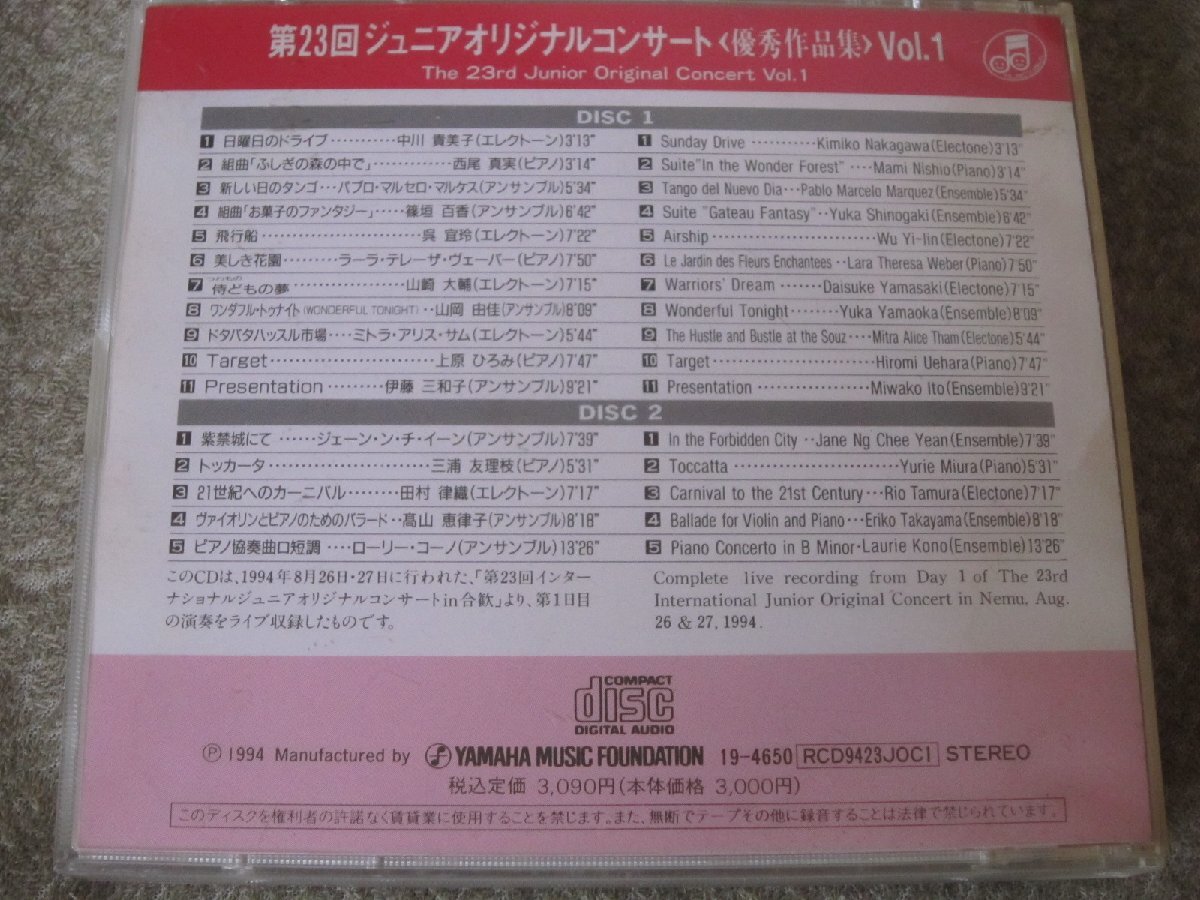 第23回ジュニアオリジナルコンサート〈優秀作品集〉Vol.1
The 23rd Junior Original Concert Vol.1
DISC 1
1 日曜日のドライブ‥‥‥‥中川 貴美子(エレクトーン)3'13"
2 組曲「ふしぎの森の中で」‥‥‥‥西尾 真実(ピアノ)3'14"
3 新しい日のタンゴ‥‥パブロ・マルセロ・マルケス(アンサンブル)5'34"
4 組曲「お菓子のファンタジー」‥‥篠垣 百香(アンサンブル)6'42"
5 飛行船‥‥‥‥‥‥‥‥呉 宜玲(エレクトーン)7'22"
6 美しき花園‥‥‥‥ララ・テレーザ・ヴェーバー(ピアノ)7'50"
7 侍どもの夢‥‥‥‥‥‥山崎 大輔(エレクトーン)7'15"
8 ワンダフル・トゥナイト(WONDERFUL TONIGHT)‥山岡 由佳(アンサンブル)8'09"
9 ドタバタハッスル市場‥‥ミトラ・アリス・サム(エレクトーン)5'44"
10 Target‥‥‥‥‥‥‥‥上原 ひろみ(ピアノ)7'47"
11 Presentation‥‥‥‥伊藤 三和子(アンサンブル)9'21"
1 Sunday Drive ‥‥‥‥Kimiko Nakagawa(Electone)3'13"
2 Suite"In the Wonder Forest" ‥‥Mami Nishio(Piano)3'14"
3 Tango del Nuevo Dia‥‥Pablo Marcelo Marquez(Ensemble)5'34"
4 Suite "Gateau Fantasy"‥Yuka Shinogaki(Ensemble)6'42"
5 Airship‥‥‥‥‥‥‥‥Wu Yi-lin(Electone)7'22"
6 Le Jardin des Fleurs Enchantees‥Lara Theresa Weber(Piano)7'50"
7 Warriors' Dream‥‥‥‥Daisuke Yamasaki(Electone)7'15"
8 Wonderful Tonight‥‥‥‥Yuka Yamaoka(Ensemble)8'09"
9 The Hustle and Bustle at the Souz‥‥Mitra Alice Tham(Electone)5'44"
10 Target‥‥‥‥‥‥‥‥Hiromi Uehara(Piano)7'47"
11 Presentation‥‥‥‥‥‥Miwako Ito(Ensemble)9'21"
DISC 2
1 紫禁城にて‥‥‥ジェーン・ン・チ・イーン(アンサンブル)7'39"
2 トッカータ‥‥‥‥‥‥‥‥三浦 友理枝(ピアノ)5'31"
3 21世紀へのカーニバル‥‥‥‥田村 律織(エレクトーン)7'17"
4 ヴァイオリンとピアノのためのバラード‥髙山 恵律子(アンサンブル)8'18"
5 ピアノ協奏曲ロ短調‥‥ローリー・コーノ(アンサンブル)13'26"
1 In the Forbidden City‥Jane Ng Chee Yean(Ensemble)7'39"
2 Toccatta‥‥‥‥‥‥‥‥Yurie Miura(Piano)5'31"
3 Carnival to the 21st Century‥‥Rio Tamura(Electone)7'17"
4 Ballade for Violin and Piano‥‥Eriko Takayama(Ensemble)8'18"
5 Piano Concerto in B Minor・Laurie Kono(Ensemble)13'26"
このCDは、1994年8月26日・27日に行われた、「第23回インター
ナショナルジュニアオリジナルコンサートin合歓」より、第1日目
の演奏をライブ収録したものです。
Complete live recording from Day 1 of The 23rd
International Junior Original Concert in Nemu, Aug.
26 & 27, 1994.
COMPACT
disc
DIGITAL AUDIO
Ⓟ 1994 Manufactured by YAMAHA MUSIC FOUNDATION 19-4650 RCD9423JOC1 STEREO
税込定価 3,090円(本体価格 3,000円)
このディスクを権利者の許諾なく賃貸業に使用することを禁じます。また、無断でテープその他に録音することは法律で禁じられています。